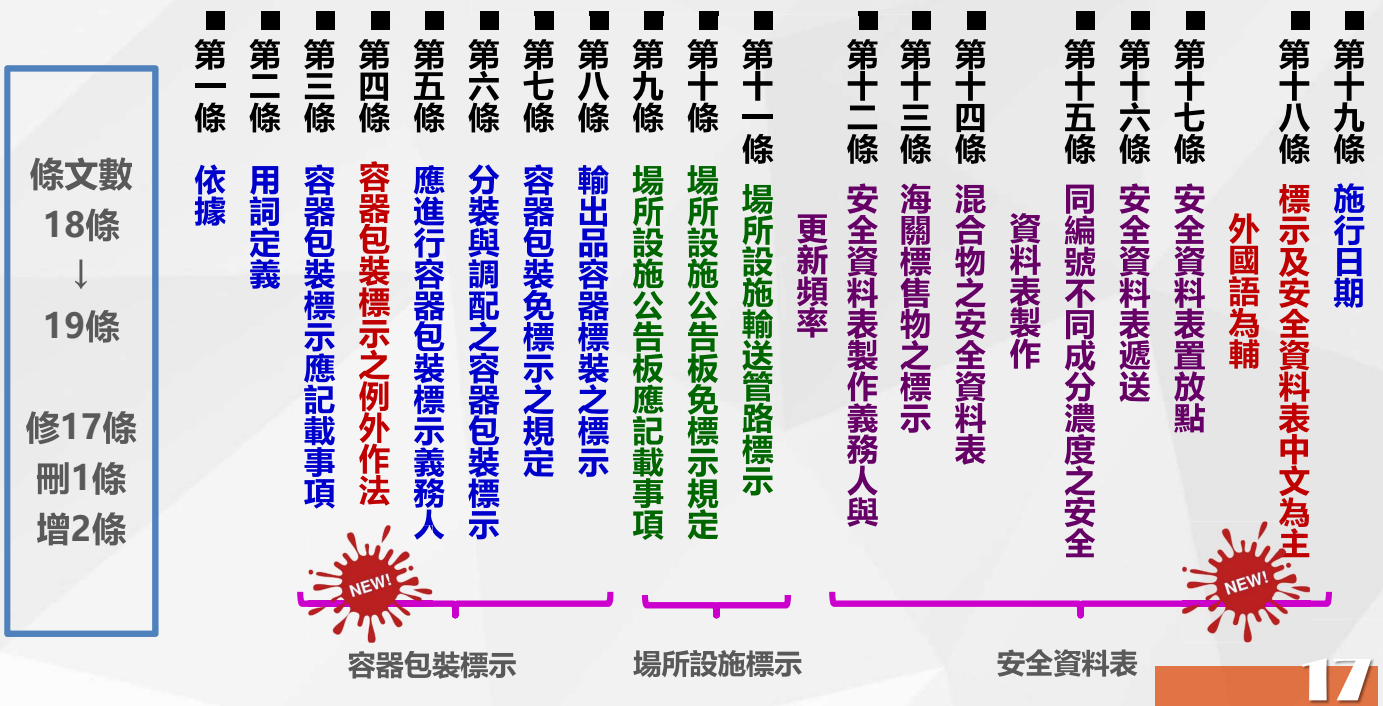 條文數
18條
↓
19條
修17條
刪1條
增2條
■第一條 依據
■第二條 用詞定義
■第三條 容器包裝標示應記載事項
■第四條 容器包裝標示之例外作法
■第五條 應進行容器包裝標示義務人
■第六條 分裝與調配之容器包裝標示
■第七條 容器包裝免標示之規定
■第八條 輸出品容器標裝之標示
■第九條 場所設施公告板應記載事項
■第十條 場所設施公告板免標示規定
■第十一條 場所設施輸送管路標示
更新頻率
■第十二條 安全資料表製作義務人與
■第十三條 海關標售物之標示
■第十四條 混合物之安全資料表
資料表製作
■第十五條 同編號不同成分濃度之安全
■第十六條 安全資料表遞送
■第十七條 安全資料表置放點
外國語為輔
■第十八條 標示及安全資料表中文為主
■第十九條 施行日期
NEW!
NEW!
容器包裝標示
場所設施標示
安全資料表
17